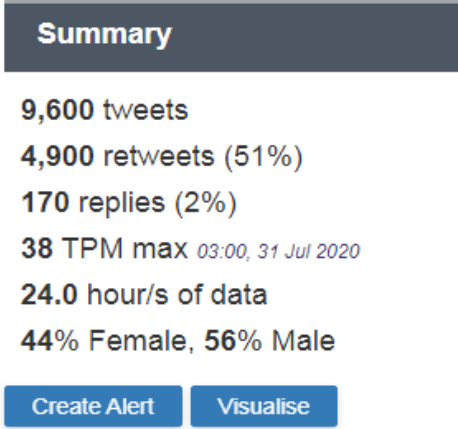 Summary
9,600 tweets
4,900 retweets (51%)
170 replies (2%)
38 TPM max 03:00, 31 Jul 2020
24.0 hour/s of data
44% Female, 56% Male
Create Alert Visualise